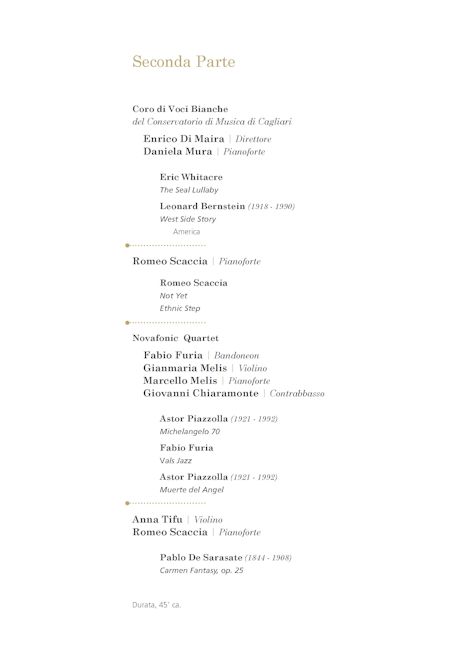 Seconda Parte
Coro di Voci Bianche
del Conservatorio di Musica di Cagliari
Enrico Di Maira | Direttore
Daniela Mura | Pianoforte
Eric Whitacre
The Seal Lullaby
Leonard Bernstein (1918 - 1990)
West Side Story
America
Romeo Scaccia | Pianoforte
Romeo Scaccia
Not Yet
Ethnic Step
Novafonic Quartet
Fabio Furia | Bandoneon
Gianmaria Melis | Violino
Marcello Melis | Pianoforte
Giovanni Chiaramonte | Contrabbasso
Astor Piazzolla (1921 - 1992)
Michelangelo 70
Fabio Furia
Vals Jazz
Astor Piazzolla (1921 - 1992)
Muerte del Angel
Anna Tifu | Violino
Romeo Scaccia | Pianoforte
Pablo De Sarasate (1844 - 1908)
Carmen Fantasy, op. 25
Durata, 45' ca.